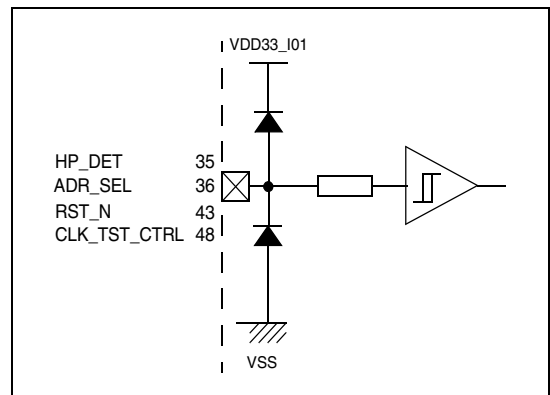 VDD33_I01
HP_DET 35
ADR_SEL 36
RST_N 43
CLK_TST_CTRL 48
VSS